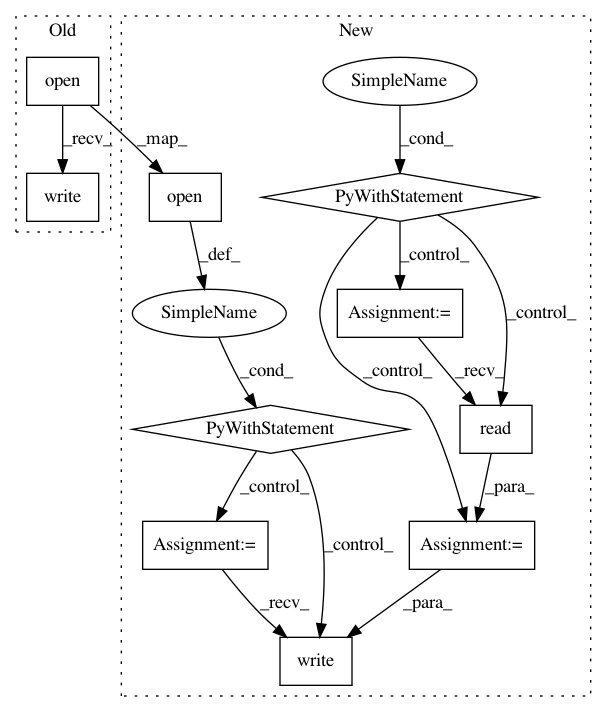 Old
New
open
SimpleName
_recv_
_map_
_cond_
write
open
PyWithStatement
_def_
_control_
SimpleName
Assignment:=
_control_
_cond_
_control_
_recv_
PyWithStatement
read
_control_
_para_
Assignment:=
_control_
Assignment:=
_recv_
_para_
write